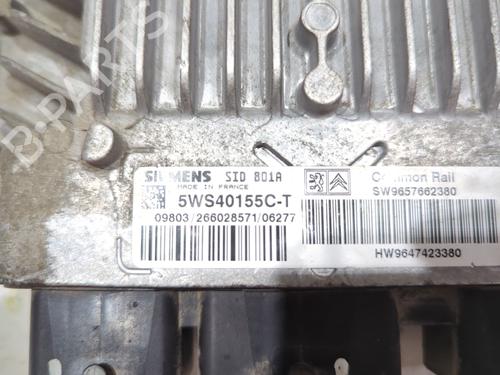 B-PARTS
SIEMENS SID 801A
MADE IN FRANCE
5WS40155C-T
09803/266028571/06277
Common Rail
SW9657662380
HW9647423380